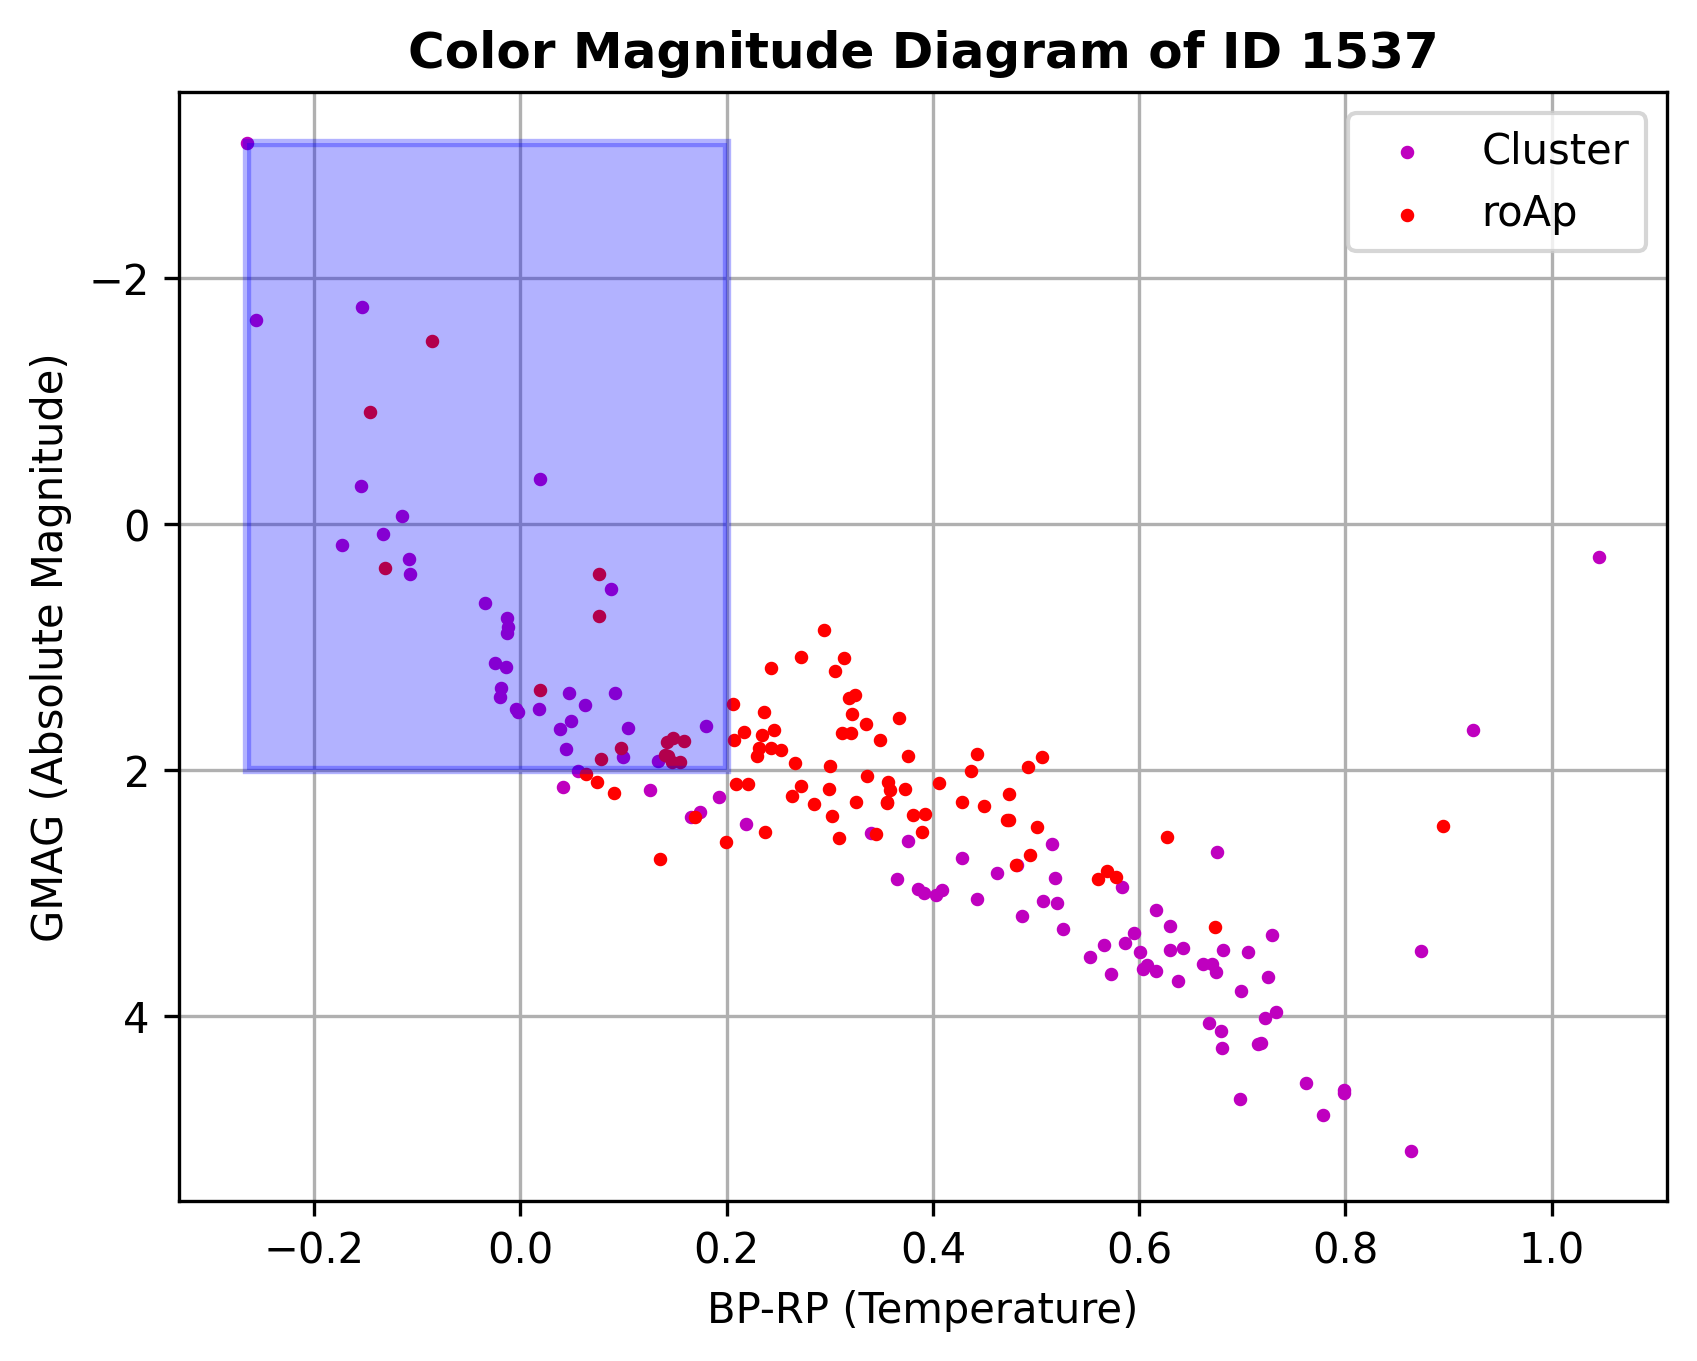 Color Magnitude Diagram of ID 1537
Cluster
roAp
GMAG (Absolute Magnitude)
−2
0
2
4
−0.2 0.0 0.2 0.4 0.6 0.8 1.0
BP-RP (Temperature)